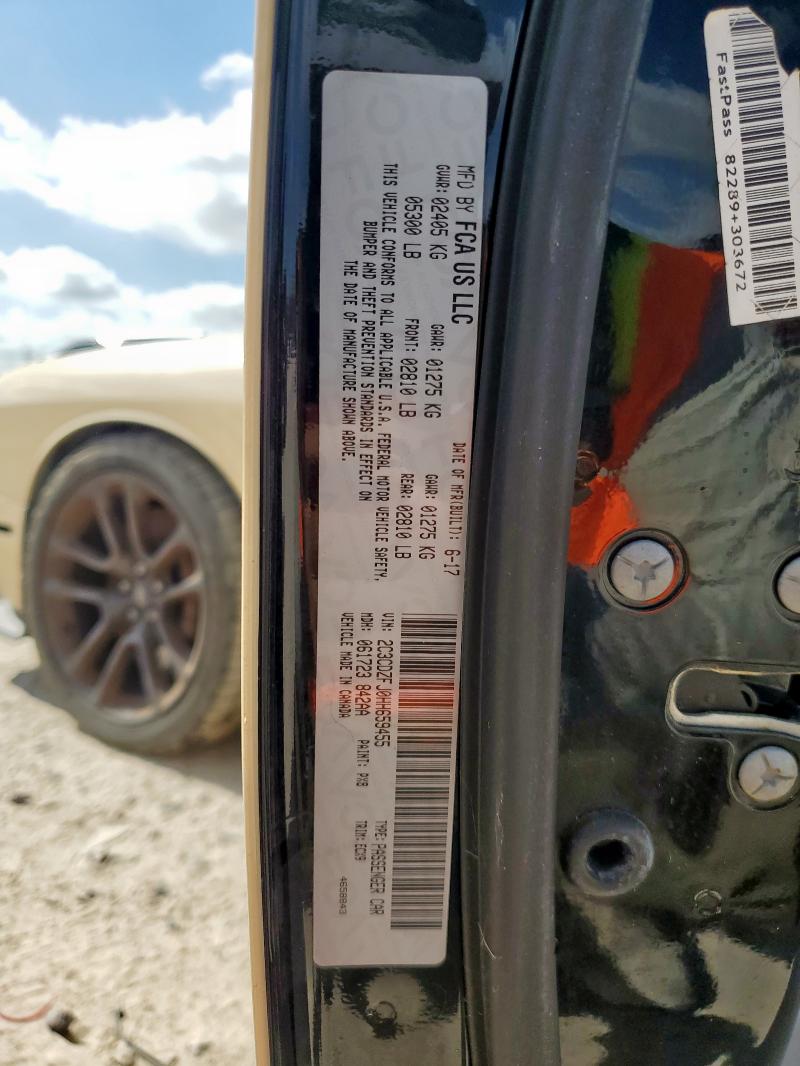 MFD BY FCA US LLC
DATE OF MFR(BUILT): 6-17
GVWR: 02405 KG
GAWR: 01275 KG
GAWR: 01275 KG
05300 LB
FRONT: 02810 LB
REAR: 02810 LB
THIS VEHICLE CONFORMS TO ALL APPLICABLE U.S.A. FEDERAL MOTOR VEHICLE SAFETY,
BUMPER AND THEFT PREVENTION STANDARDS IN EFFECT ON
THE DATE OF MANUFACTURE SHOWN ABOVE.
VIN: 2C3CDZFJ0HH659455
TYPE: PASSENGER CAR
MDH: 061723 842AA
PAINT: PX8
TRIM: ECX9
VEHICLE MADE IN CANADA
FastPass 82289+303672